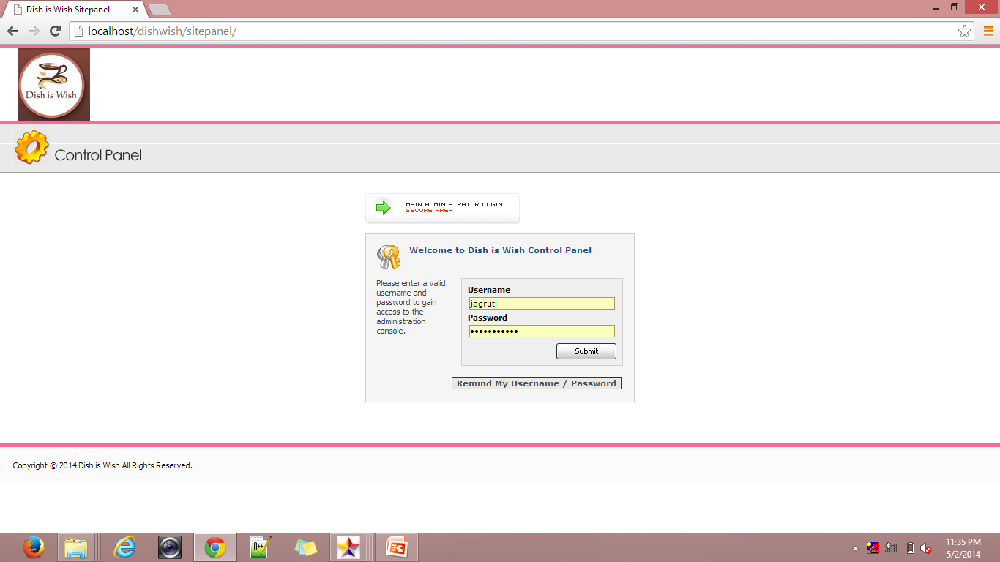 Dish is Wish Sitepanel
localhost/dishwish/sitepanel/
Dish is Wish
Control Panel
MAIN ADMINISTRATOR LOGIN
SECURE AREA
Welcome to Dish is Wish Control Panel
Please enter a valid
username and
password to gain
access to the
administration
console.
Username
jagruti
Password
•••••••••••
Submit
Remind My Username / Password
Copyright © 2014 Dish is Wish All Rights Reserved.
11:35 PM
5/2/2014